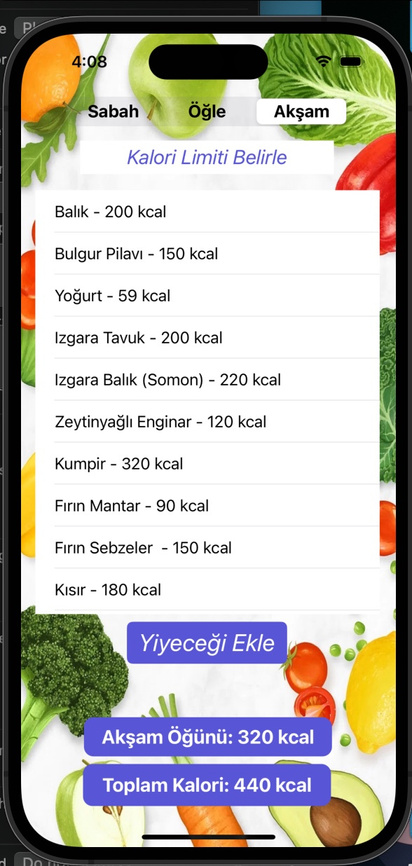 4:08
Sabah Öğle Akşam
Kalori Limiti Belirle
Balık - 200 kcal
Bulgur Pilavı - 150 kcal
Yoğurt - 59 kcal
Izgara Tavuk - 200 kcal
Izgara Balık (Somon) - 220 kcal
Zeytinyağlı Enginar - 120 kcal
Kumpir - 320 kcal
Fırın Mantar - 90 kcal
Fırın Sebzeler  - 150 kcal
Kısır - 180 kcal
Yiyeceği Ekle
Akşam Öğünü: 320 kcal
Toplam Kalori: 440 kcal